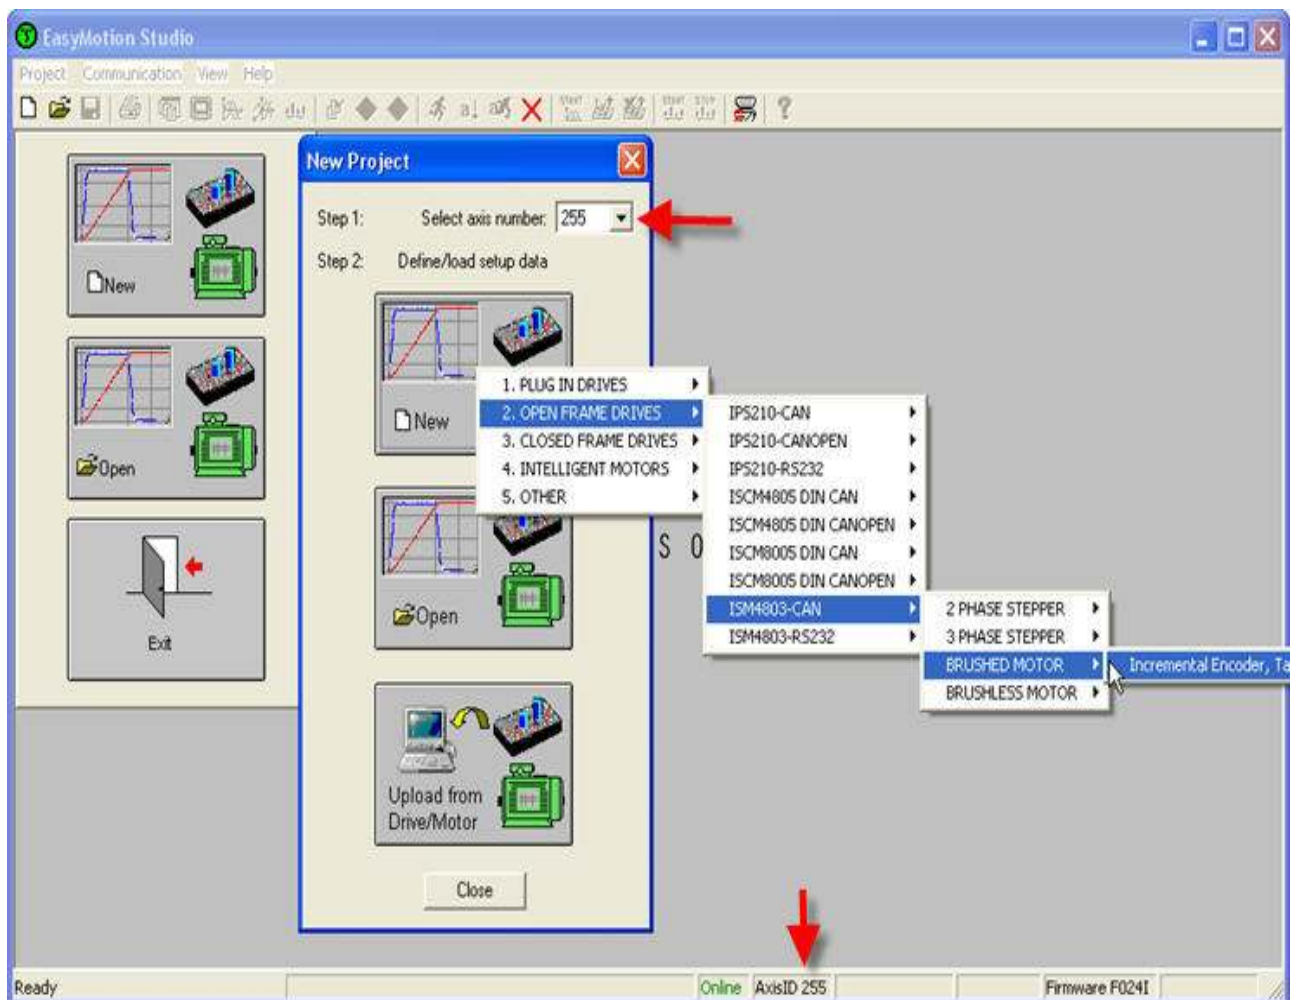 EasyMotion Studio
Project Communication View Help
New
Open
Exit
New Project
Step 1: Select axis number: 255
Step 2: Define/load setup data
New
Open
Upload from
Drive/Motor
Close
1. PLUG IN DRIVES
2. OPEN FRAME DRIVES
3. CLOSED FRAME DRIVES
4. INTELLIGENT MOTORS
5. OTHER
S O
IPS210-CAN
IPS210-CANOPEN
IPS210-RS232
ISCM4805 DIN CAN
ISCM4805 DIN CANOPEN
ISCM8005 DIN CAN
ISCM8005 DIN CANOPEN
ISM4803-CAN
ISM4803-RS232
2 PHASE STEPPER
3 PHASE STEPPER
BRUSHED MOTOR
BRUSHLESS MOTOR
Incremental Encoder, Ta
Ready Online AxisID 255 Firmware F024I